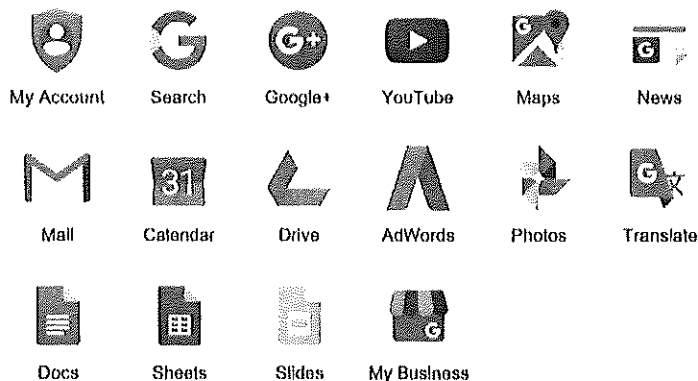 G G+ G G
My Account Search Google+ YouTube Maps News
31 G 文
Mail Calendar Drive AdWords Photos Translate
G
Docs Sheets Slides My Business